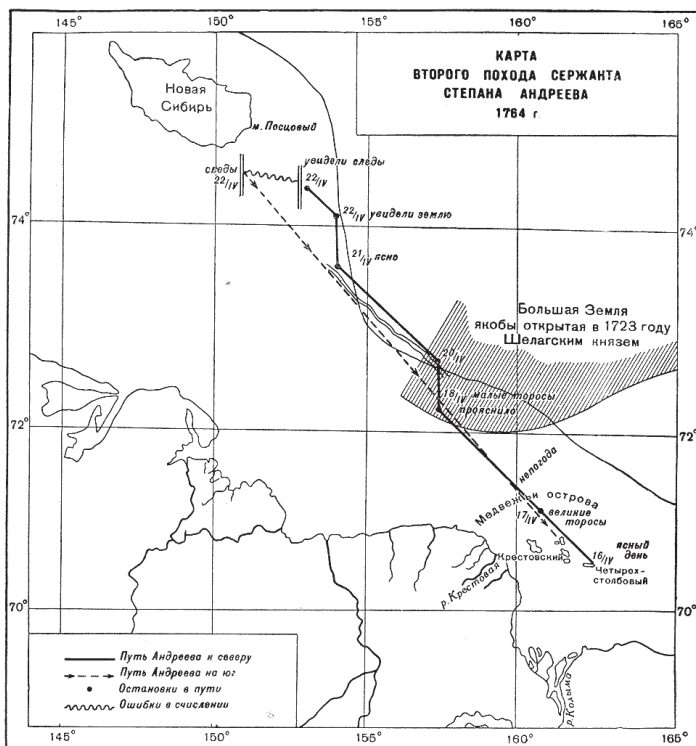 145°
150°
155°
160°
165°
КАРТА
ВТОРОГО ПОХОДА СЕРЖАНТА
СТЕПАНА АНДРЕЕВА
1764 г.
Новая
Сибирь
м. Песцовый
следы
22/IV
увидели следы
22/IV
22/IV увидели землю
74°
74°
21/IV ясно
Большая Земля
якобы открытая в 1723 году
Шелагским князем
20/IV
18/IV малые торосы
прояснило
72°
72°
непогода
Медвежьи острова
17/IV
великие
торосы
ясный
день
Крестовский
16/IV
Четырех-
столбовый
р. Крестовая
70°
70°
р. Колыма
Путь Андреева к северу
Путь Андреева на юг
Остановки в пути
Ошибки в счислении
145°
150°
155°
160°
165°